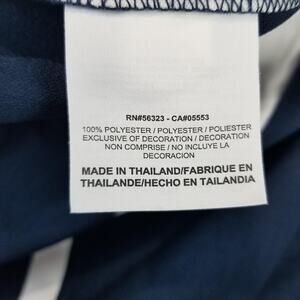 RN#56323 - CA#05553
100% POLYESTER / POLYESTER / POLIESTER
EXCLUSIVE OF DECORATION / DECORATION
NON COMPRISE / NO INCLUYE LA
DECORACION
MADE IN THAILAND/FABRIQUE EN
THAILANDE/HECHO EN TAILANDIA